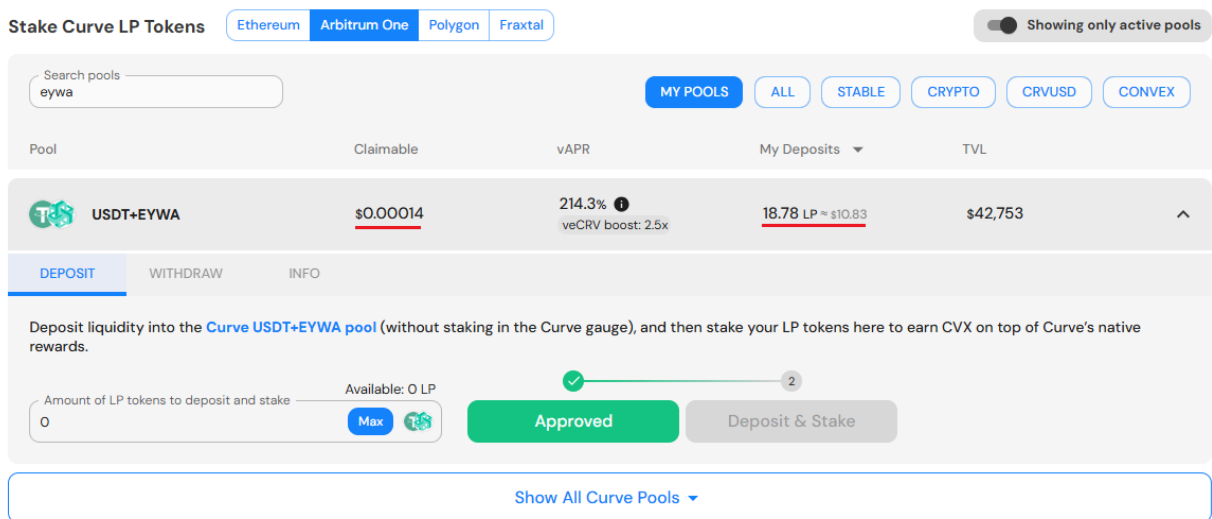 Stake Curve LP Tokens
Ethereum Arbitrum One Polygon Fraxtal
Showing only active pools
Search pools
eywa
MY POOLS ALL STABLE CRYPTO CRVUSD CONVEX
Pool Claimable vAPR My Deposits TVL
USDT+EYWA $0.00014 214.3% 18.78 LP ≈ $10.83 $42,753
veCRV boost: 2.5x
DEPOSIT WITHDRAW INFO
Deposit liquidity into the Curve USDT+EYWA pool (without staking in the Curve gauge), and then stake your LP tokens here to earn CVX on top of Curve's native
rewards.
Available: 0 LP
Amount of LP tokens to deposit and stake
0 Max
2
Approved Deposit & Stake
Show All Curve Pools